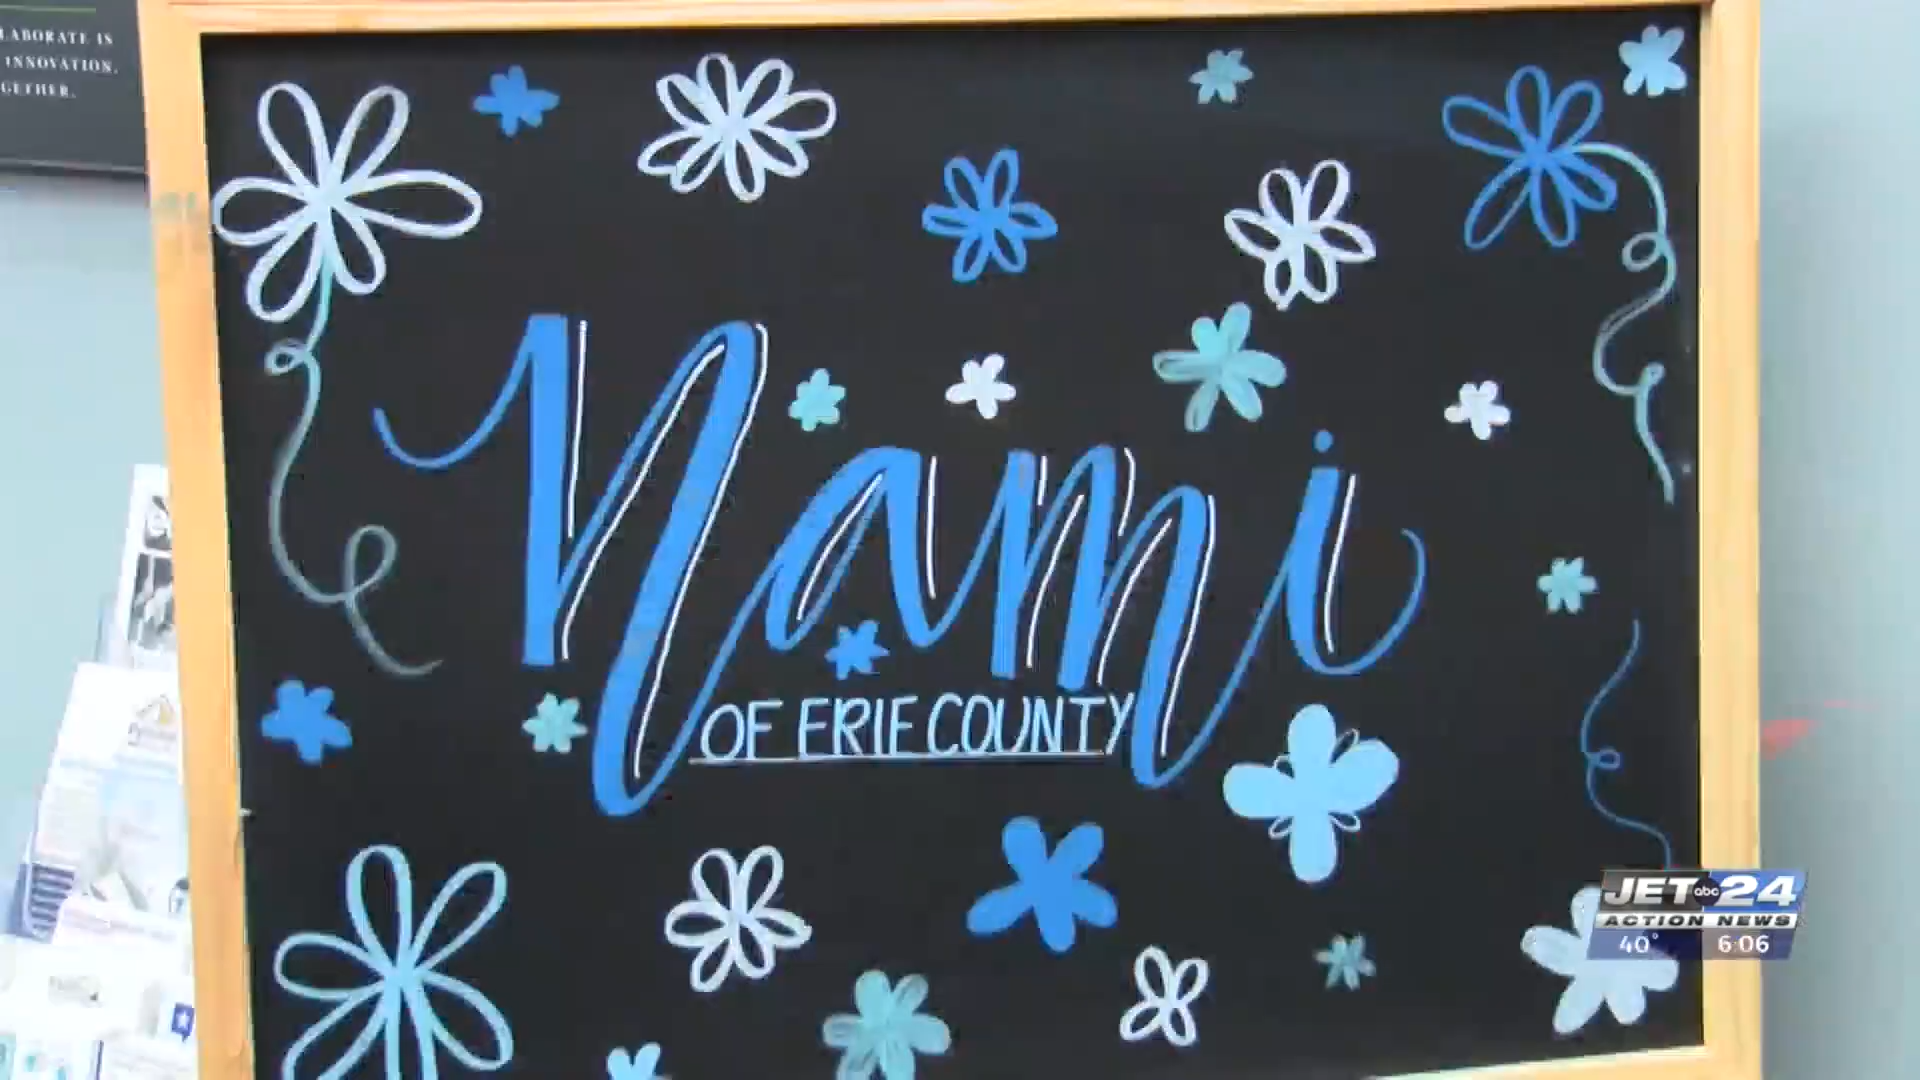 LABORATE IS
INNOVATION.
GETHER.
Nami
OF ERIE COUNTY
JET abc 24
ACTION NEWS
40° 6:06